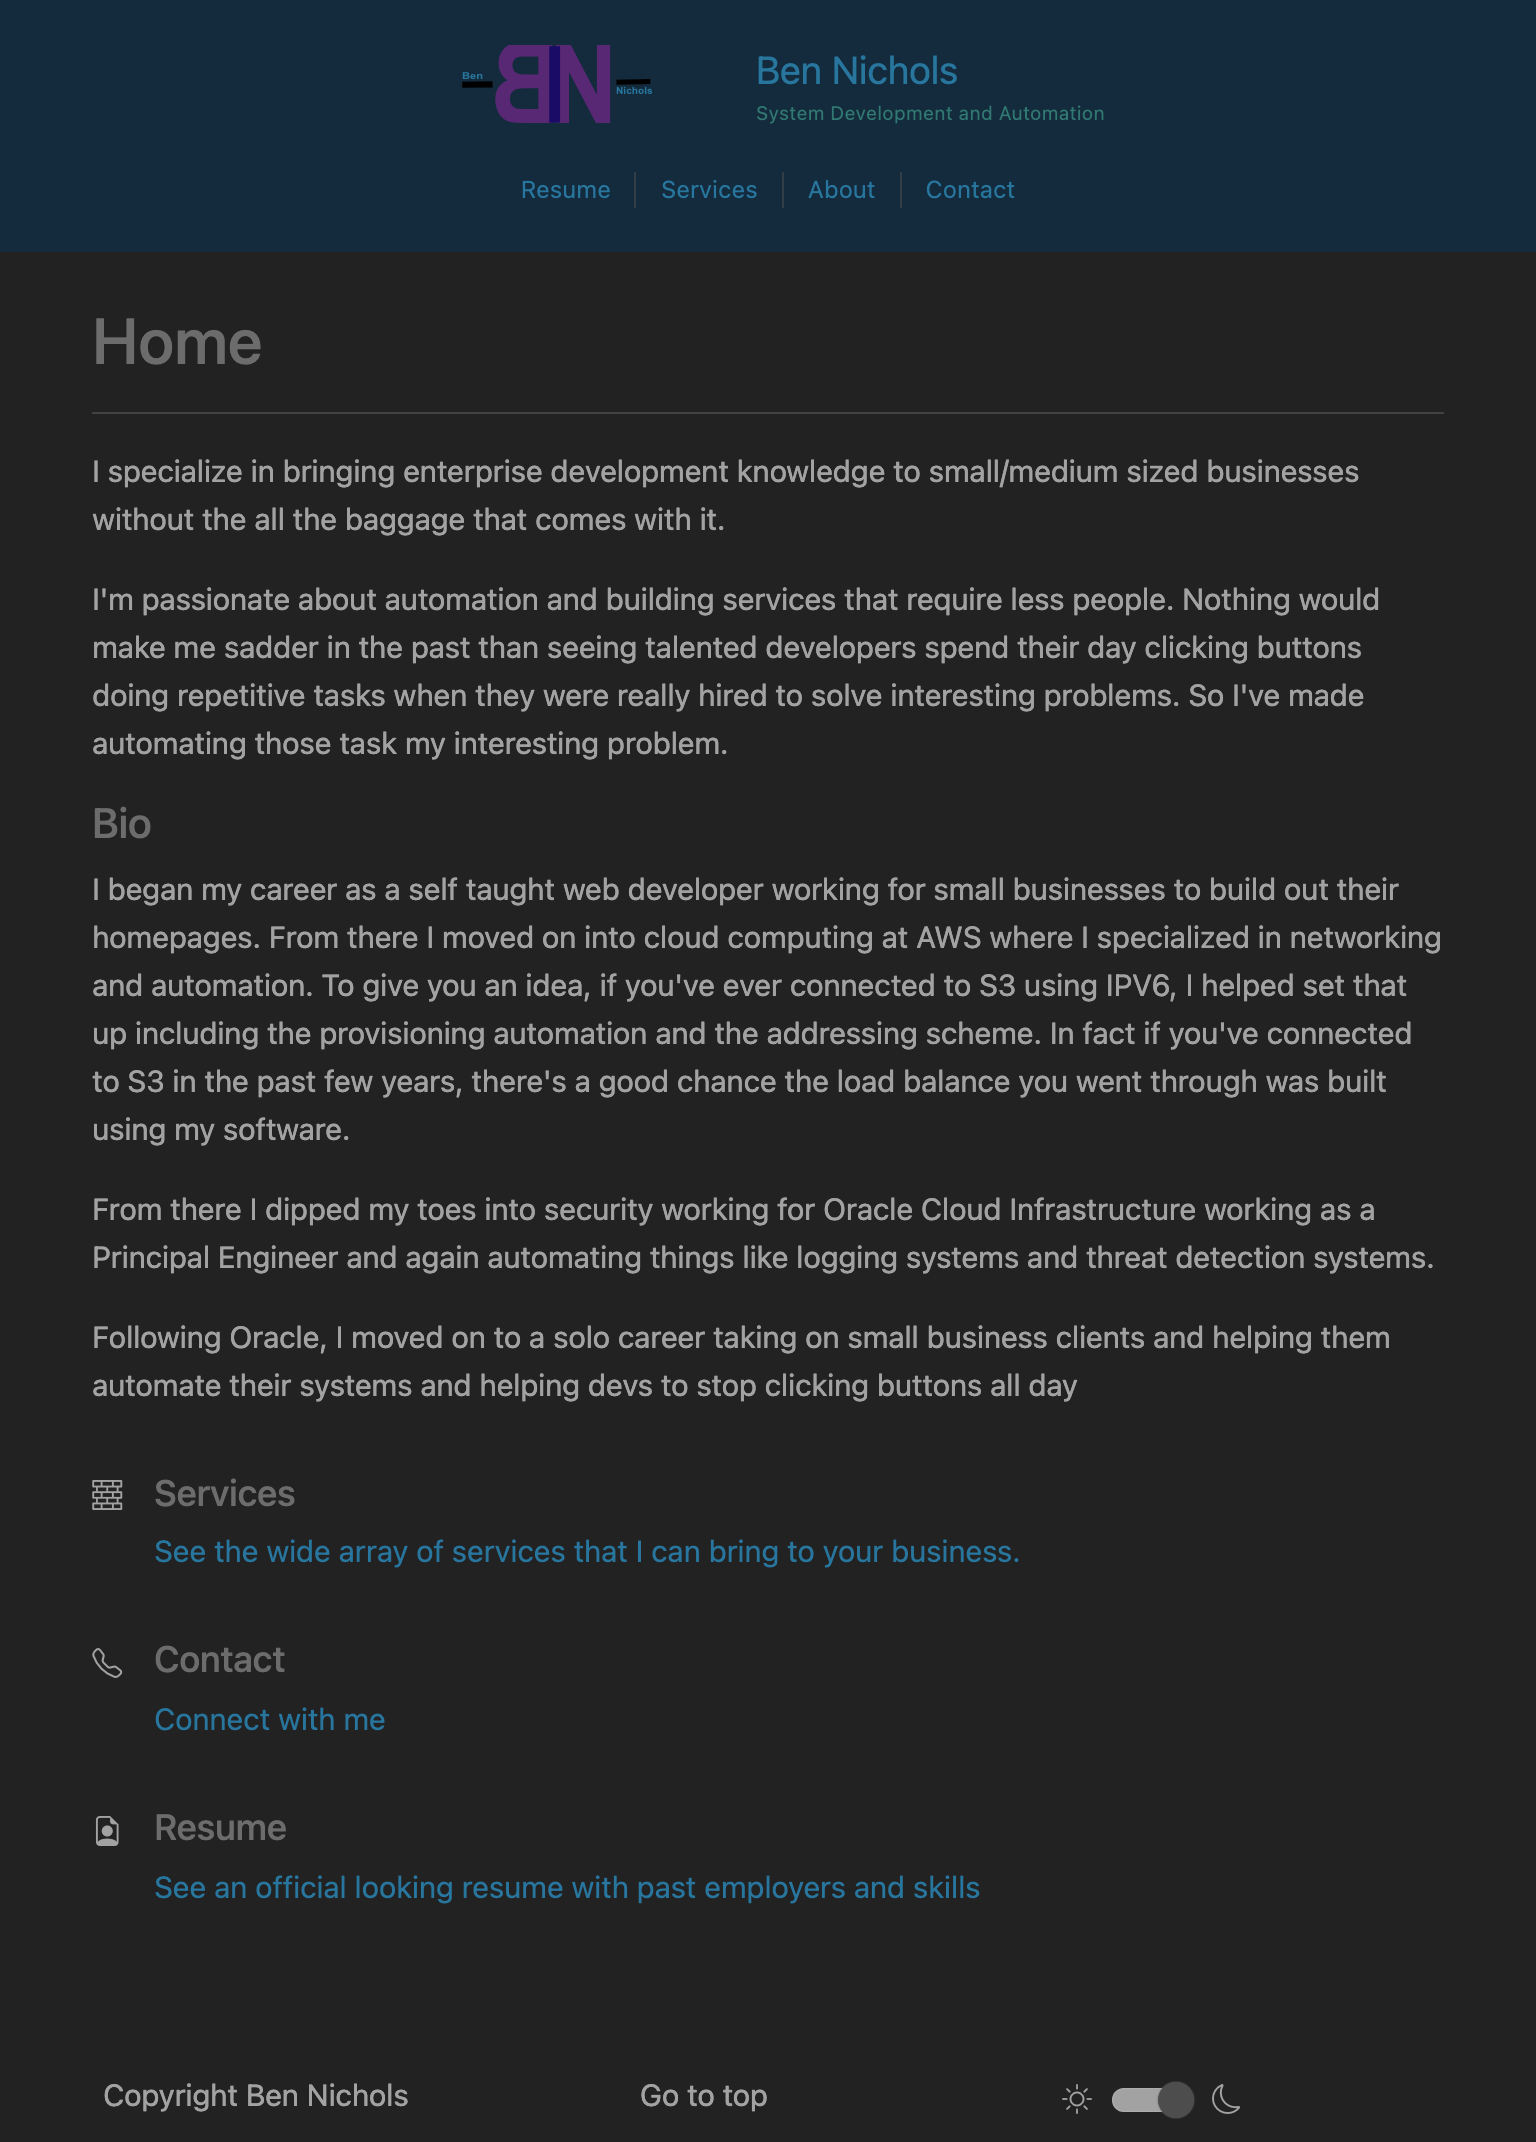 Ben
BN
Nichols
Ben Nichols
System Development and Automation
Resume
Services
About
Contact
Home
I specialize in bringing enterprise development knowledge to small/medium sized businesses
without the all the baggage that comes with it.
I'm passionate about automation and building services that require less people. Nothing would
make me sadder in the past than seeing talented developers spend their day clicking buttons
doing repetitive tasks when they were really hired to solve interesting problems. So I've made
automating those task my interesting problem.
Bio
I began my career as a self taught web developer working for small businesses to build out their
homepages. From there I moved on into cloud computing at AWS where I specialized in networking
and automation. To give you an idea, if you've ever connected to S3 using IPV6, I helped set that
up including the provisioning automation and the addressing scheme. In fact if you've connected
to S3 in the past few years, there's a good chance the load balance you went through was built
using my software.
From there I dipped my toes into security working for Oracle Cloud Infrastructure working as a
Principal Engineer and again automating things like logging systems and threat detection systems.
Following Oracle, I moved on to a solo career taking on small business clients and helping them
automate their systems and helping devs to stop clicking buttons all day
Services
See the wide array of services that I can bring to your business.
Contact
Connect with me
Resume
See an official looking resume with past employers and skills
Copyright Ben Nichols
Go to top